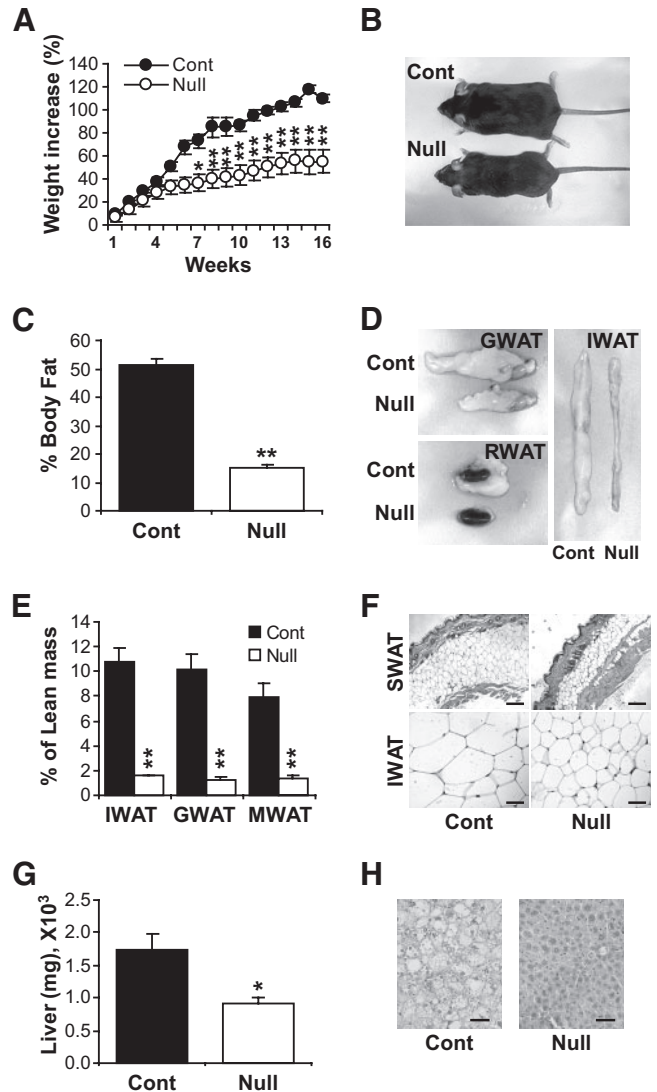 A
Weight increase (%)
140
120
100
80
60
40
20
0
Cont
Null
* ** ** ** ** ** ** ** ** **
1 4 7 10 13 16
Weeks
B
Cont
Null
C
% Body Fat
60
50
40
30
20
10
0
**
Cont Null
D
GWAT
Cont
Null
RWAT
Cont
Null
IWAT
Cont Null
E
% of Lean mass
14
12
10
8
6
4
2
0
Cont
Null
** ** **
IWAT GWAT MWAT
F
SWAT
IWAT
Cont Null
G
Liver (mg), X10³
2.5
2.0
1.5
1.0
0.5
0.0
*
Cont Null
H
Cont Null